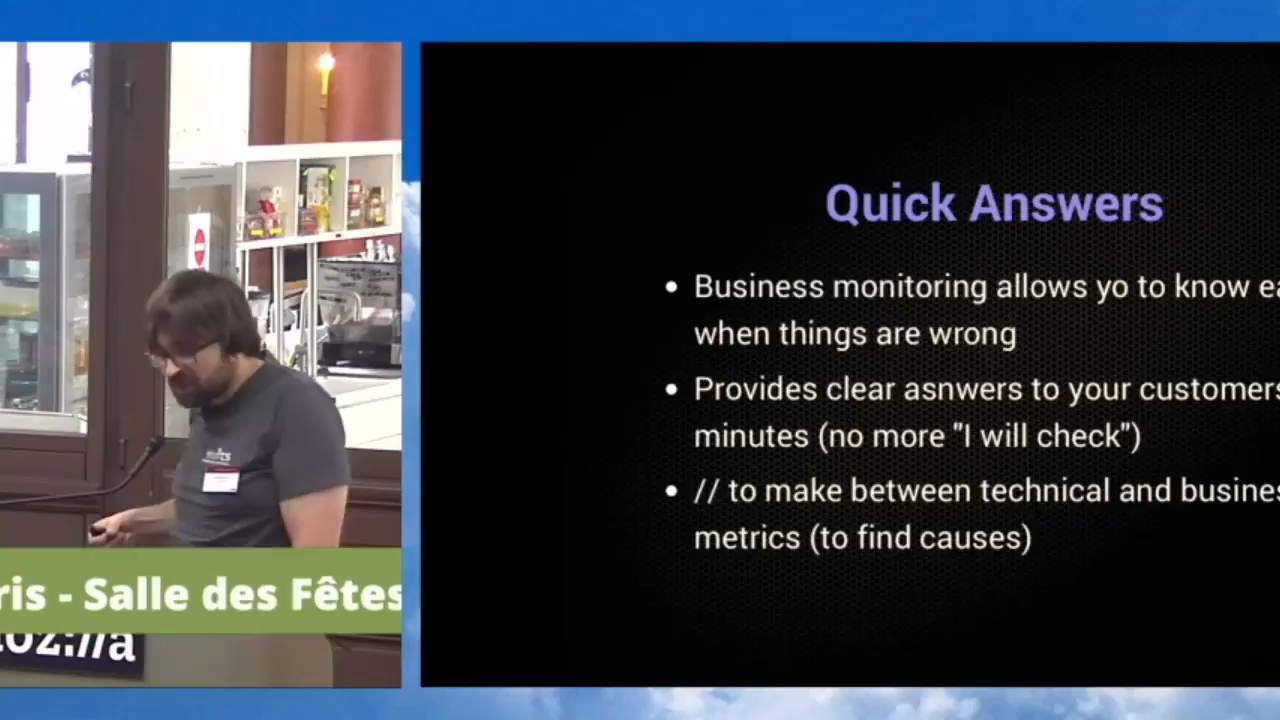 Quick Answers
• Business monitoring allows yo to know ea
when things are wrong
• Provides clear asnwers to your customers
minutes (no more "I will check")
• // to make between technical and busines
metrics (to find causes)
ris - Salle des Fêtes
moz://a